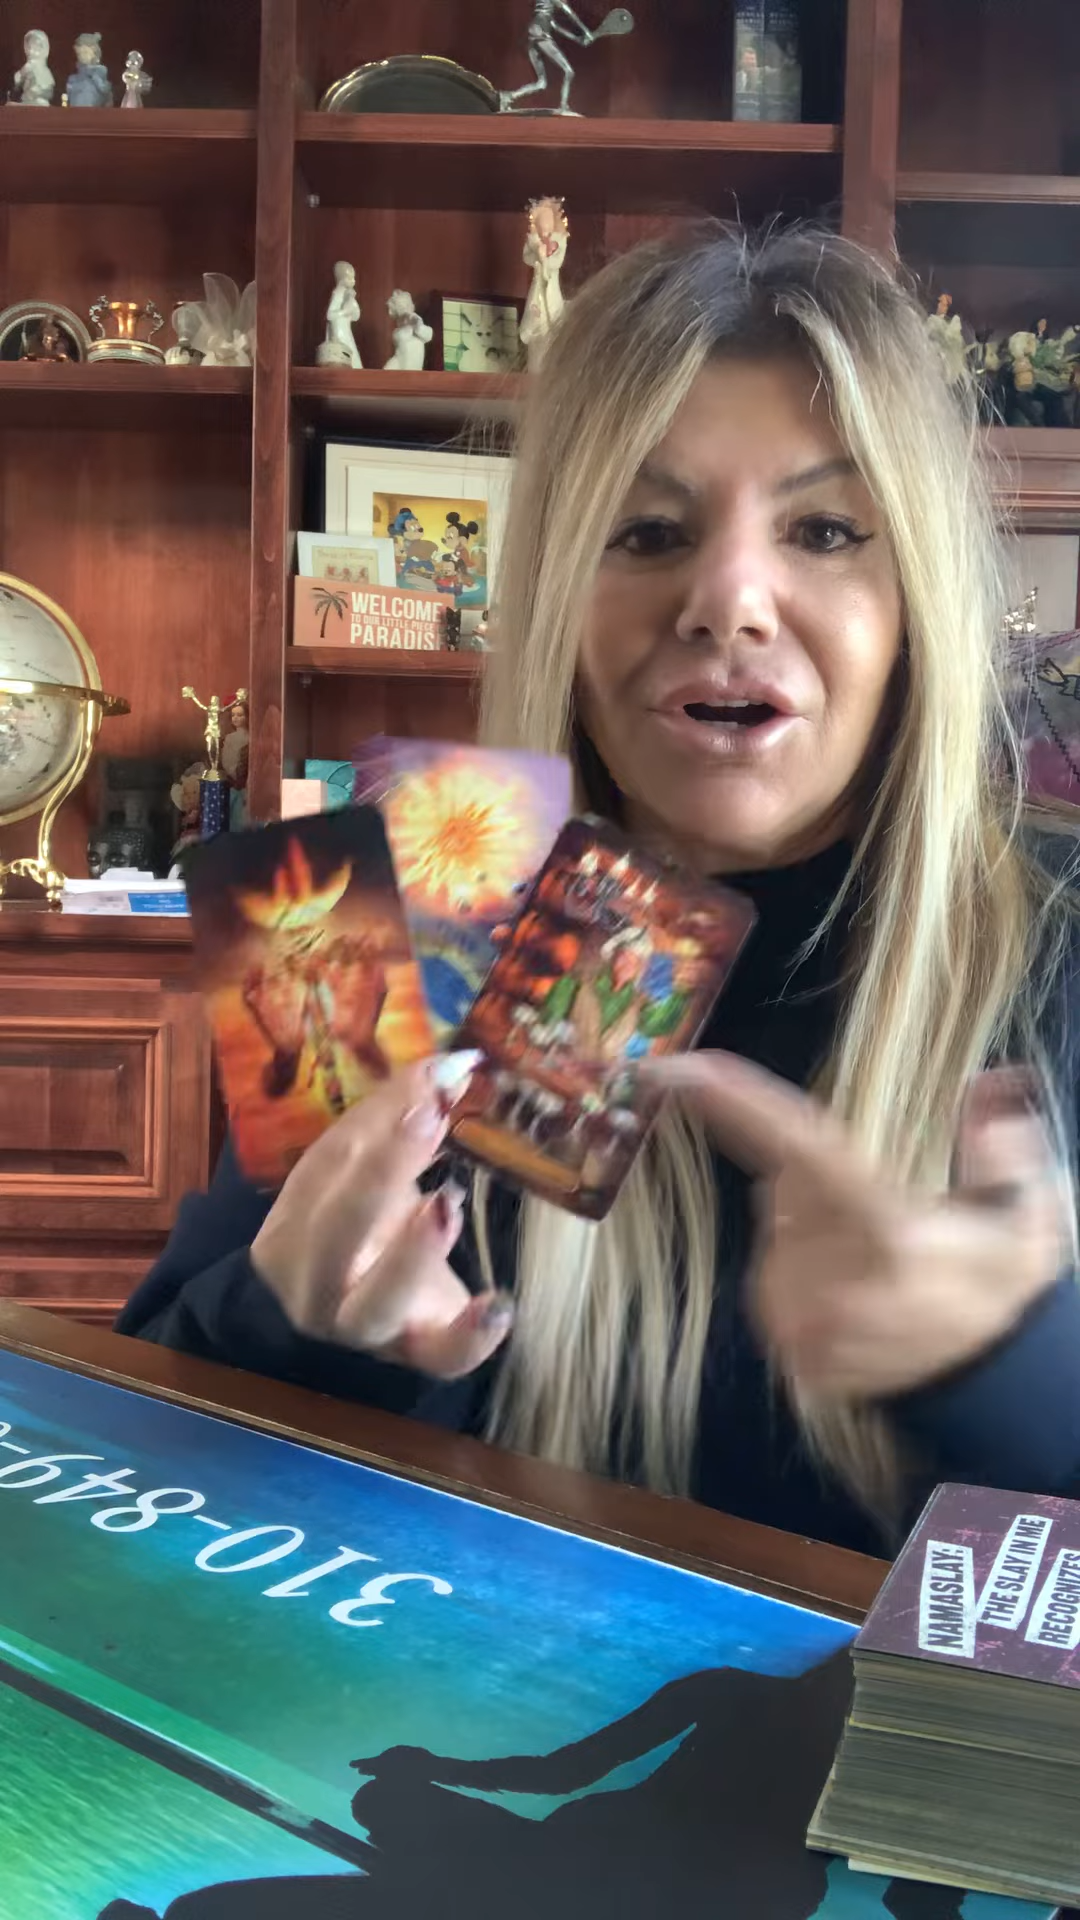 WELCOME
TO OUR LITTLE PIECE
PARADIS
310-849-
NAMASLAY:
THE SLAY IN ME
RECOGNIZES